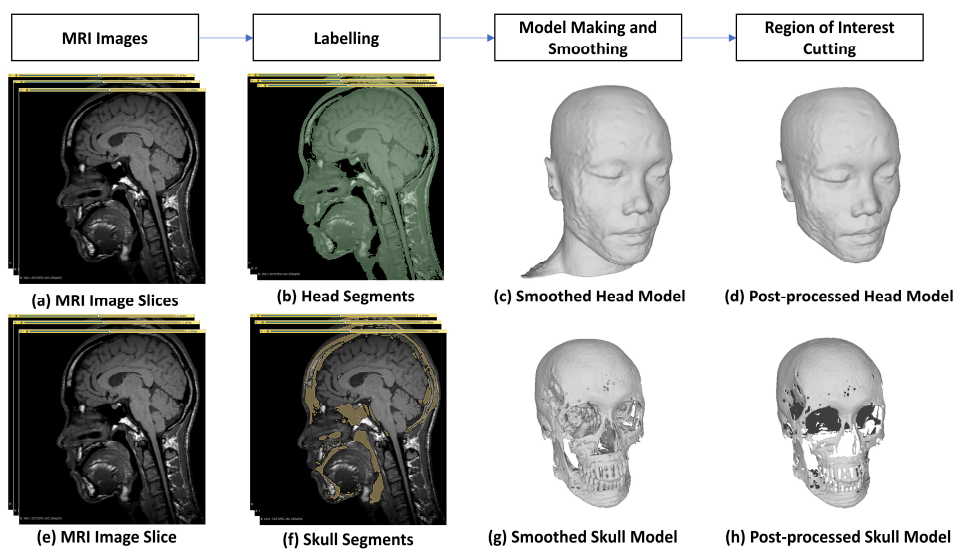 MRI Images
Labelling
Model Making and
Smoothing
Region of Interest
Cutting
(a) MRI Image Slices
(b) Head Segments
(c) Smoothed Head Model
(d) Post-processed Head Model
(e) MRI Image Slice
(f) Skull Segments
(g) Smoothed Skull Model
(h) Post-processed Skull Model